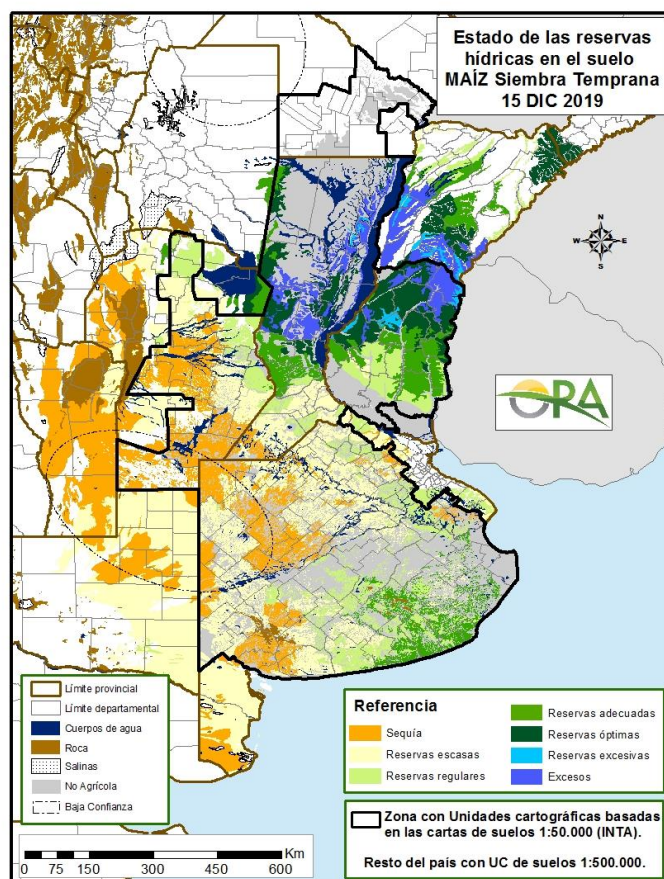 Estado de las reservas
hídricas en el suelo
MAÍZ Siembra Temprana
15 DIC 2019
N
W E
S
ORA
Límite provincial
Límite departamental
Cuerpos de agua
Roca
Salinas
No Agrícola
Baja Confianza
Referencia
Sequía
Reservas escasas
Reservas regulares
Reservas adecuadas
Reservas óptimas
Reservas excesivas
Excesos
Zona con Unidades cartográficas basadas
en las cartas de suelos 1:50.000 (INTA).
Resto del país con UC de suelos 1:500.000.
Km
0 75 150 300 450 600